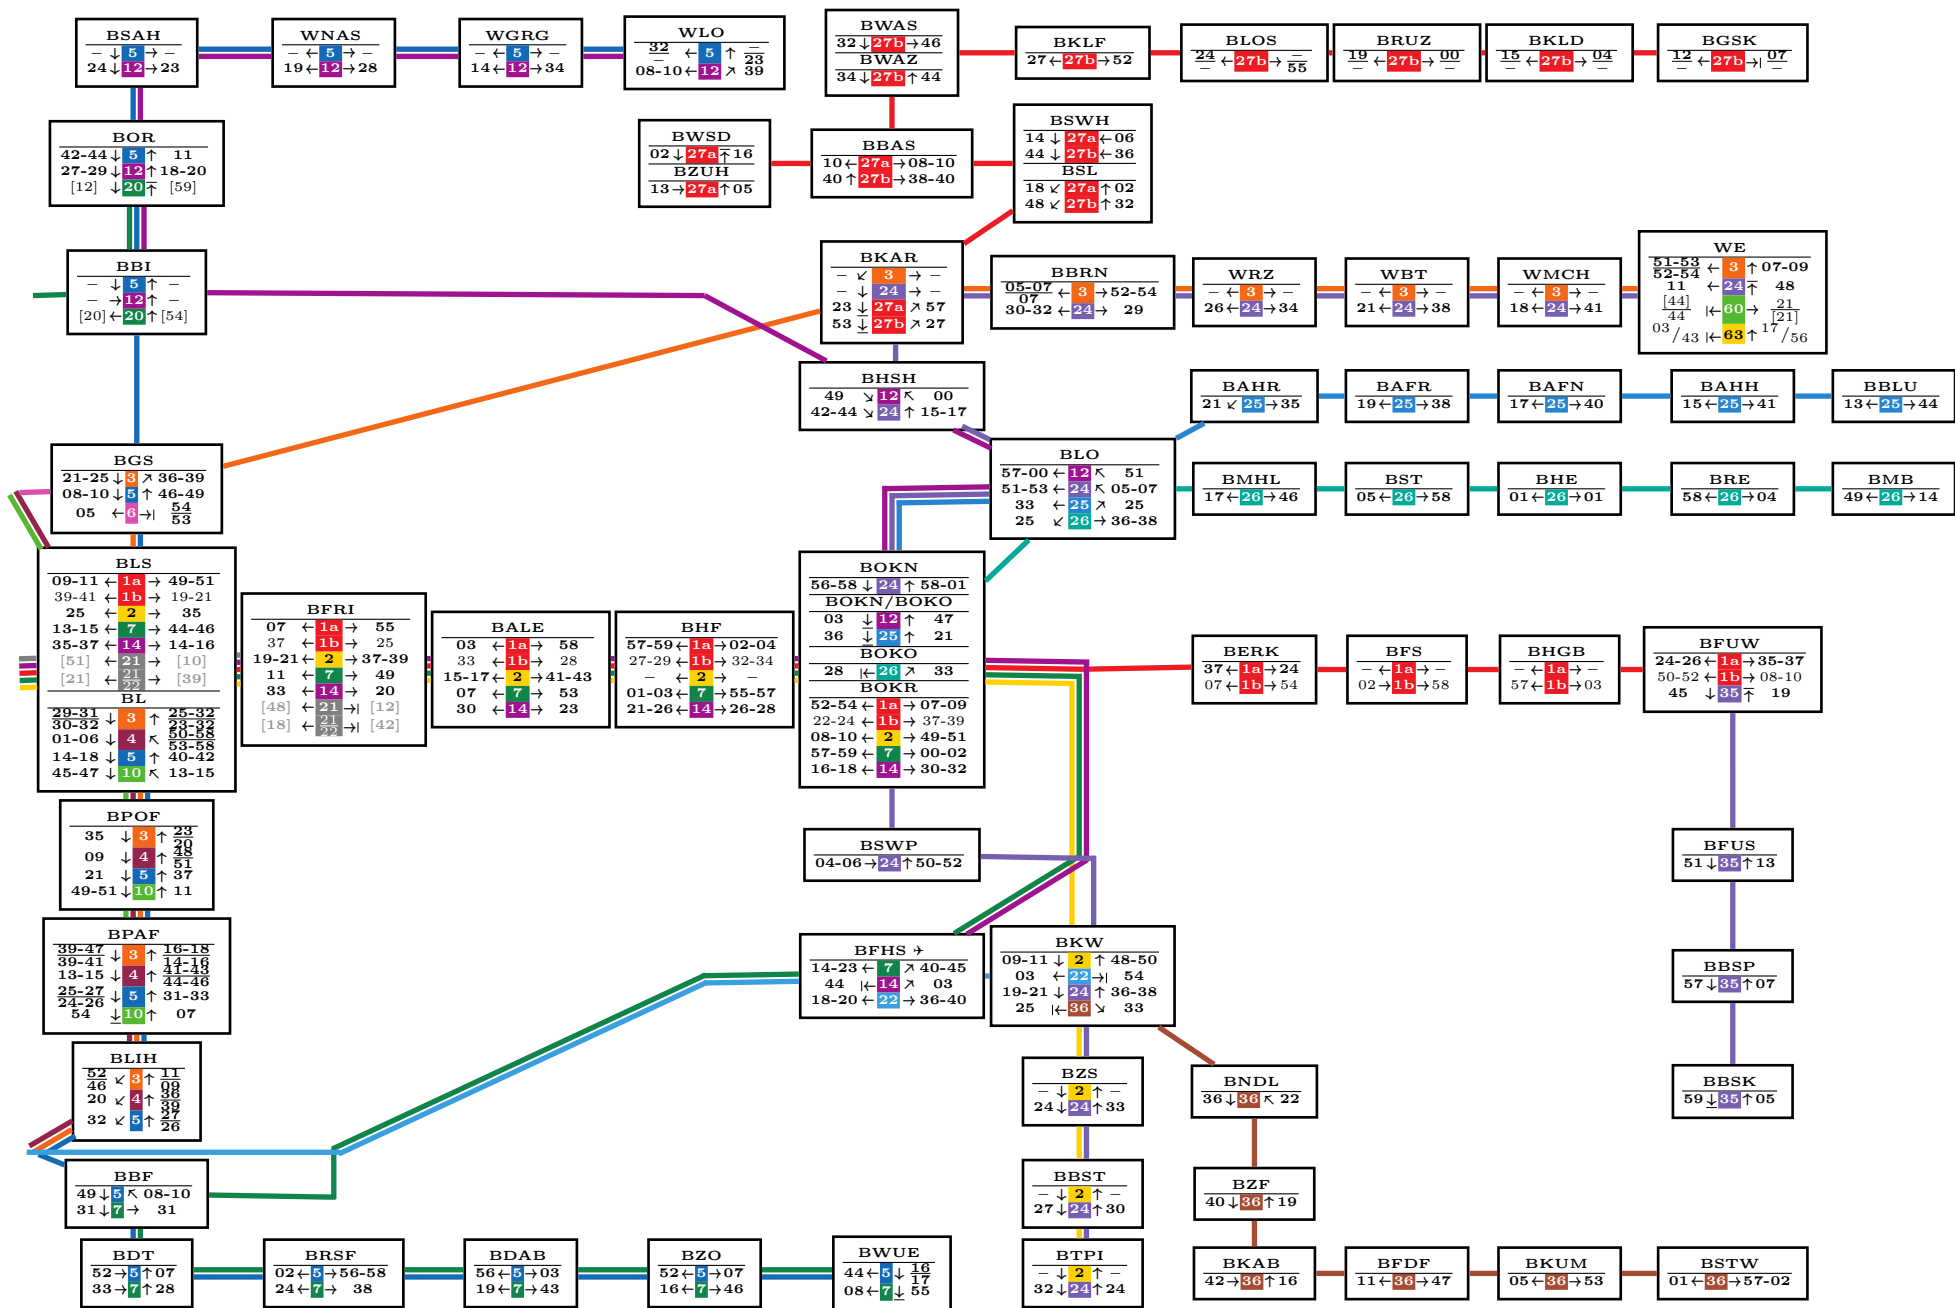 BSAH
– ↓ 5 → –
24 ↓ 12 → 23
WNAS
– ← 5 → –
19 ← 12 → 28
WGRG
– ← 5 → –
14 ← 12 → 34
WLO
32/– ← 5 ↑ –/23
08-10 ← 12 ↗ 39
BWAS
32 ↓ 27b → 46
BWAZ
34 ↓ 27b ↑ 44
BKLF
27 ← 27b → 52
BLOS
24/– ← 27b → –/55
BRUZ
19/– ← 27b → 00/–
BKLD
15/– ← 27b → 04/–
BGSK
12/– ← 27b →| 07/–
BOR
42-44 ↓ 5 ↑ 11
27-29 ↓ 12 ↑ 18-20
[12] ↓ 20 ↑ [59]
BWSD
02 ↓ 27a ↑ 16
BZUH
13 → 27a ↑ 05
BBAS
10 ← 27a → 08-10
40 ↑ 27b → 38-40
BSWH
14 ↓ 27a ← 06
44 ↓ 27b ← 36
BSL
18 ↙ 27a ↑ 02
48 ↙ 27b ↑ 32
BBI
– ↓ 5 ↑ –
– → 12 ↑ –
[20] ← 20 ↑ [54]
BKAR
– ↙ 3 → –
– ↓ 24 → –
23 ↓ 27a ↗ 57
53 ↓ 27b ↗ 27
BBRN
05-07/07 ← 3 → 52-54
30-32 ← 24 → 29
WRZ
– ← 3 → –
26 ← 24 → 34
WBT
– ← 3 → –
21 ← 24 → 38
WMCH
– ← 3 → –
18 ← 24 → 41
WE
51-53/52-54 ← 3 ↑ 07-09
11 ← 24 ↑ 48
[44]/44 |← 60 → 21/[21]
03/43 |← 63 ↑ 17/56
BHSH
49 ↘ 12 ↖ 00
42-44 ↘ 24 ↑ 15-17
BAHR
21 ↙ 25 → 35
BAFR
19 ← 25 → 38
BAFN
17 ← 25 → 40
BAHH
15 ← 25 → 41
BBLU
13 ← 25 → 44
BGS
21-25 ↓ 3 ↗ 36-39
08-10 ↓ 5 ↑ 46-49
05 ← 6 →| 54/53
BLO
57-00 ← 12 ↖ 51
51-53 ← 24 ↖ 05-07
33 ← 25 ↗ 25
25 ↙ 26 → 36-38
BMHL
17 ← 26 → 46
BST
05 ← 26 → 58
BHE
01 ← 26 → 01
BRE
58 ← 26 → 04
BMB
49 ← 26 → 14
BLS
09-11 ← 1a → 49-51
39-41 ← 1b → 19-21
25 ← 2 → 35
13-15 ← 7 → 44-46
35-37 ← 14 → 14-16
[51] ← 21 → [10]
[21] ← 21/22 → [39]
BL
29-31/30-32 ↓ 3 ↑ 25-32/23-32
01-06 ↓ 4 ↖ 50-58/53-58
14-18 ↓ 5 ↑ 40-42
45-47 ↓ 10 ↖ 13-15
BFRI
07 ← 1a → 55
37 ← 1b → 25
19-21 ← 2 → 37-39
11 ← 7 → 49
33 ← 14 → 20
[48] ← 21 →| [12]
[18] ← 21/22 →| [42]
BALE
03 ← 1a → 58
33 ← 1b → 28
15-17 ← 2 → 41-43
07 ← 7 → 53
30 ← 14 → 23
BHF
57-59 ← 1a → 02-04
27-29 ← 1b → 32-34
– ← 2 → –
01-03 ← 7 → 55-57
21-26 ← 14 → 26-28
BOKN
56-58 ↓ 24 ↑ 58-01
BOKN/BOKO
03 ↓ 12 ↑ 47
36 ↓ 25 ↑ 21
BOKO
28 |← 26 ↗ 33
BOKR
52-54 ← 1a → 07-09
22-24 ← 1b → 37-39
08-10 ← 2 → 49-51
57-59 ← 7 → 00-02
16-18 ← 14 → 30-32
BERK
37 ← 1a → 24
07 ← 1b → 54
BFS
– ← 1a → –
02 → 1b → 58
BHGB
– ← 1a → –
57 ← 1b → 03
BFUW
24-26 ← 1a → 35-37
50-52 ← 1b → 08-10
45 ↓ 35 ↑ 19
BPOF
35 ↓ 3 ↑ 23/20
09 ↓ 4 ↑ 48/51
21 ↓ 5 ↑ 37
49-51 ↓ 10 ↑ 11
BSWP
04-06 → 24 ↑ 50-52
BFUS
51 ↓ 35 ↑ 13
BPAF
39-47/39-41 ↓ 3 ↑ 16-18/14-16
13-15 ↓ 4 ↑ 41-43/44-46
25-27/24-26 ↓ 5 ↑ 31-33
54 ↓ 10 ↑ 07
BFHS ✈
14-23 ← 7 ↗ 40-45
44 |← 14 ↗ 03
18-20 ← 22 → 36-40
BKW
09-11 ↓ 2 ↑ 48-50
03 ← 22 →| 54
19-21 ↓ 24 ↑ 36-38
25 |← 36 ↘ 33
BBSP
57 ↓ 35 ↑ 07
BLIH
52/46 ↙ 3 ↑ 11/09
20 ↙ 4 ↑ 36/39
32 ↙ 5 ↑ 27/26
BZS
– ↓ 2 ↑ –
24 ↓ 24 ↑ 33
BNDL
36 ↓ 36 ↖ 22
BBSK
59 ↓ 35 ↑ 05
BBF
49 ↓ 5 ↖ 08-10
31 ↓ 7 → 31
BBST
– ↓ 2 ↑ –
27 ↓ 24 ↑ 30
BZF
40 ↓ 36 ↑ 19
BDT
52 → 5 ↑ 07
33 → 7 ↑ 28
BRSF
02 ← 5 → 56-58
24 ← 7 → 38
BDAB
56 ← 5 → 03
19 ← 7 → 43
BZO
52 ← 5 → 07
16 ← 7 → 46
BWUE
44 ← 5 ↓ 16/17
08 ← 7 ↓ 55
BTPI
– ↓ 2 ↑ –
32 ↓ 24 ↑ 24
BKAB
42 → 36 ↑ 16
BFDF
11 ← 36 → 47
BKUM
05 ← 36 → 53
BSTW
01 ← 36 → 57-02